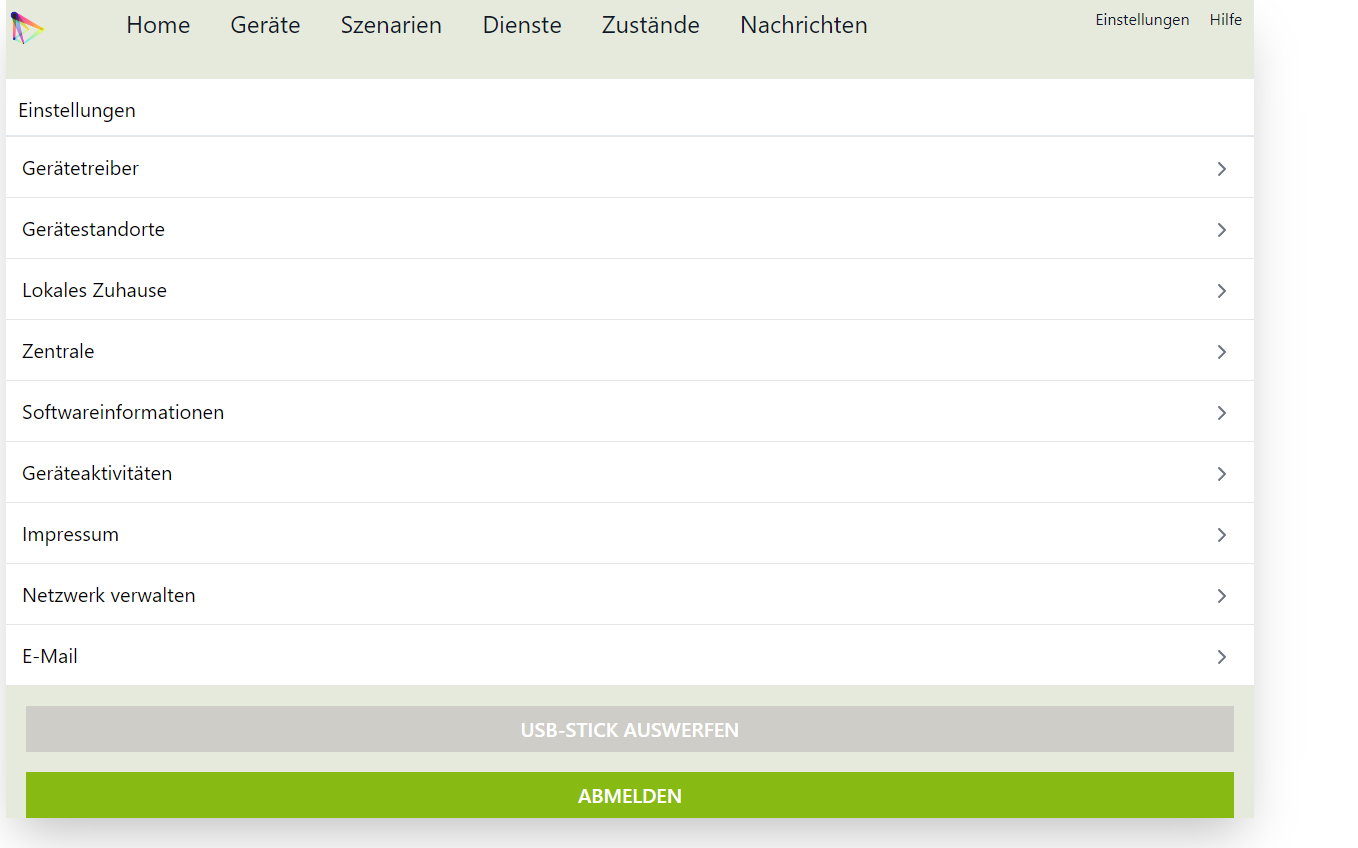 Home Geräte Szenarien Dienste Zustände Nachrichten Einstellungen Hilfe
Einstellungen
Gerätetreiber
Gerätestandorte
Lokales Zuhause
Zentrale
Softwareinformationen
Geräteaktivitäten
Impressum
Netzwerk verwalten
E-Mail
USB-STICK AUSWERFEN
ABMELDEN